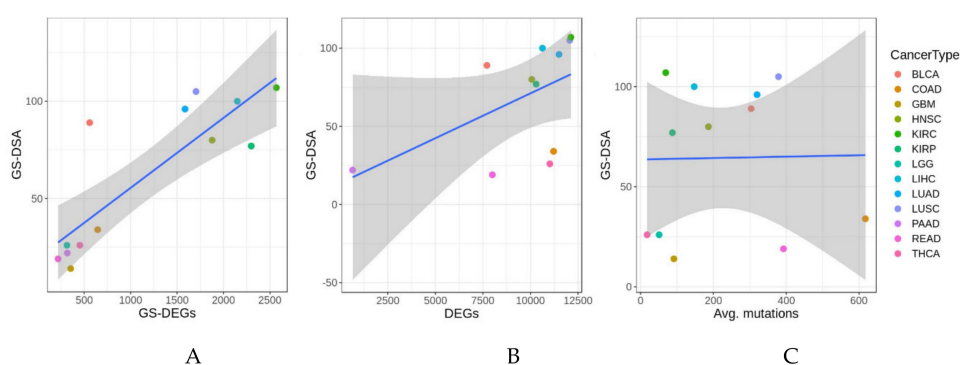 GS-DSA
100
50
500
1000
1500
2000
2500
GS-DEGs
A
GS-DSA
100
50
0
-50
2500
5000
7500
10000
12500
DEGs
B
GS-DSA
100
50
0
0
200
400
600
Avg. mutations
C
CancerType
BLCA
COAD
GBM
HNSC
KIRC
KIRP
LGG
LIHC
LUAD
LUSC
PAAD
READ
THCA